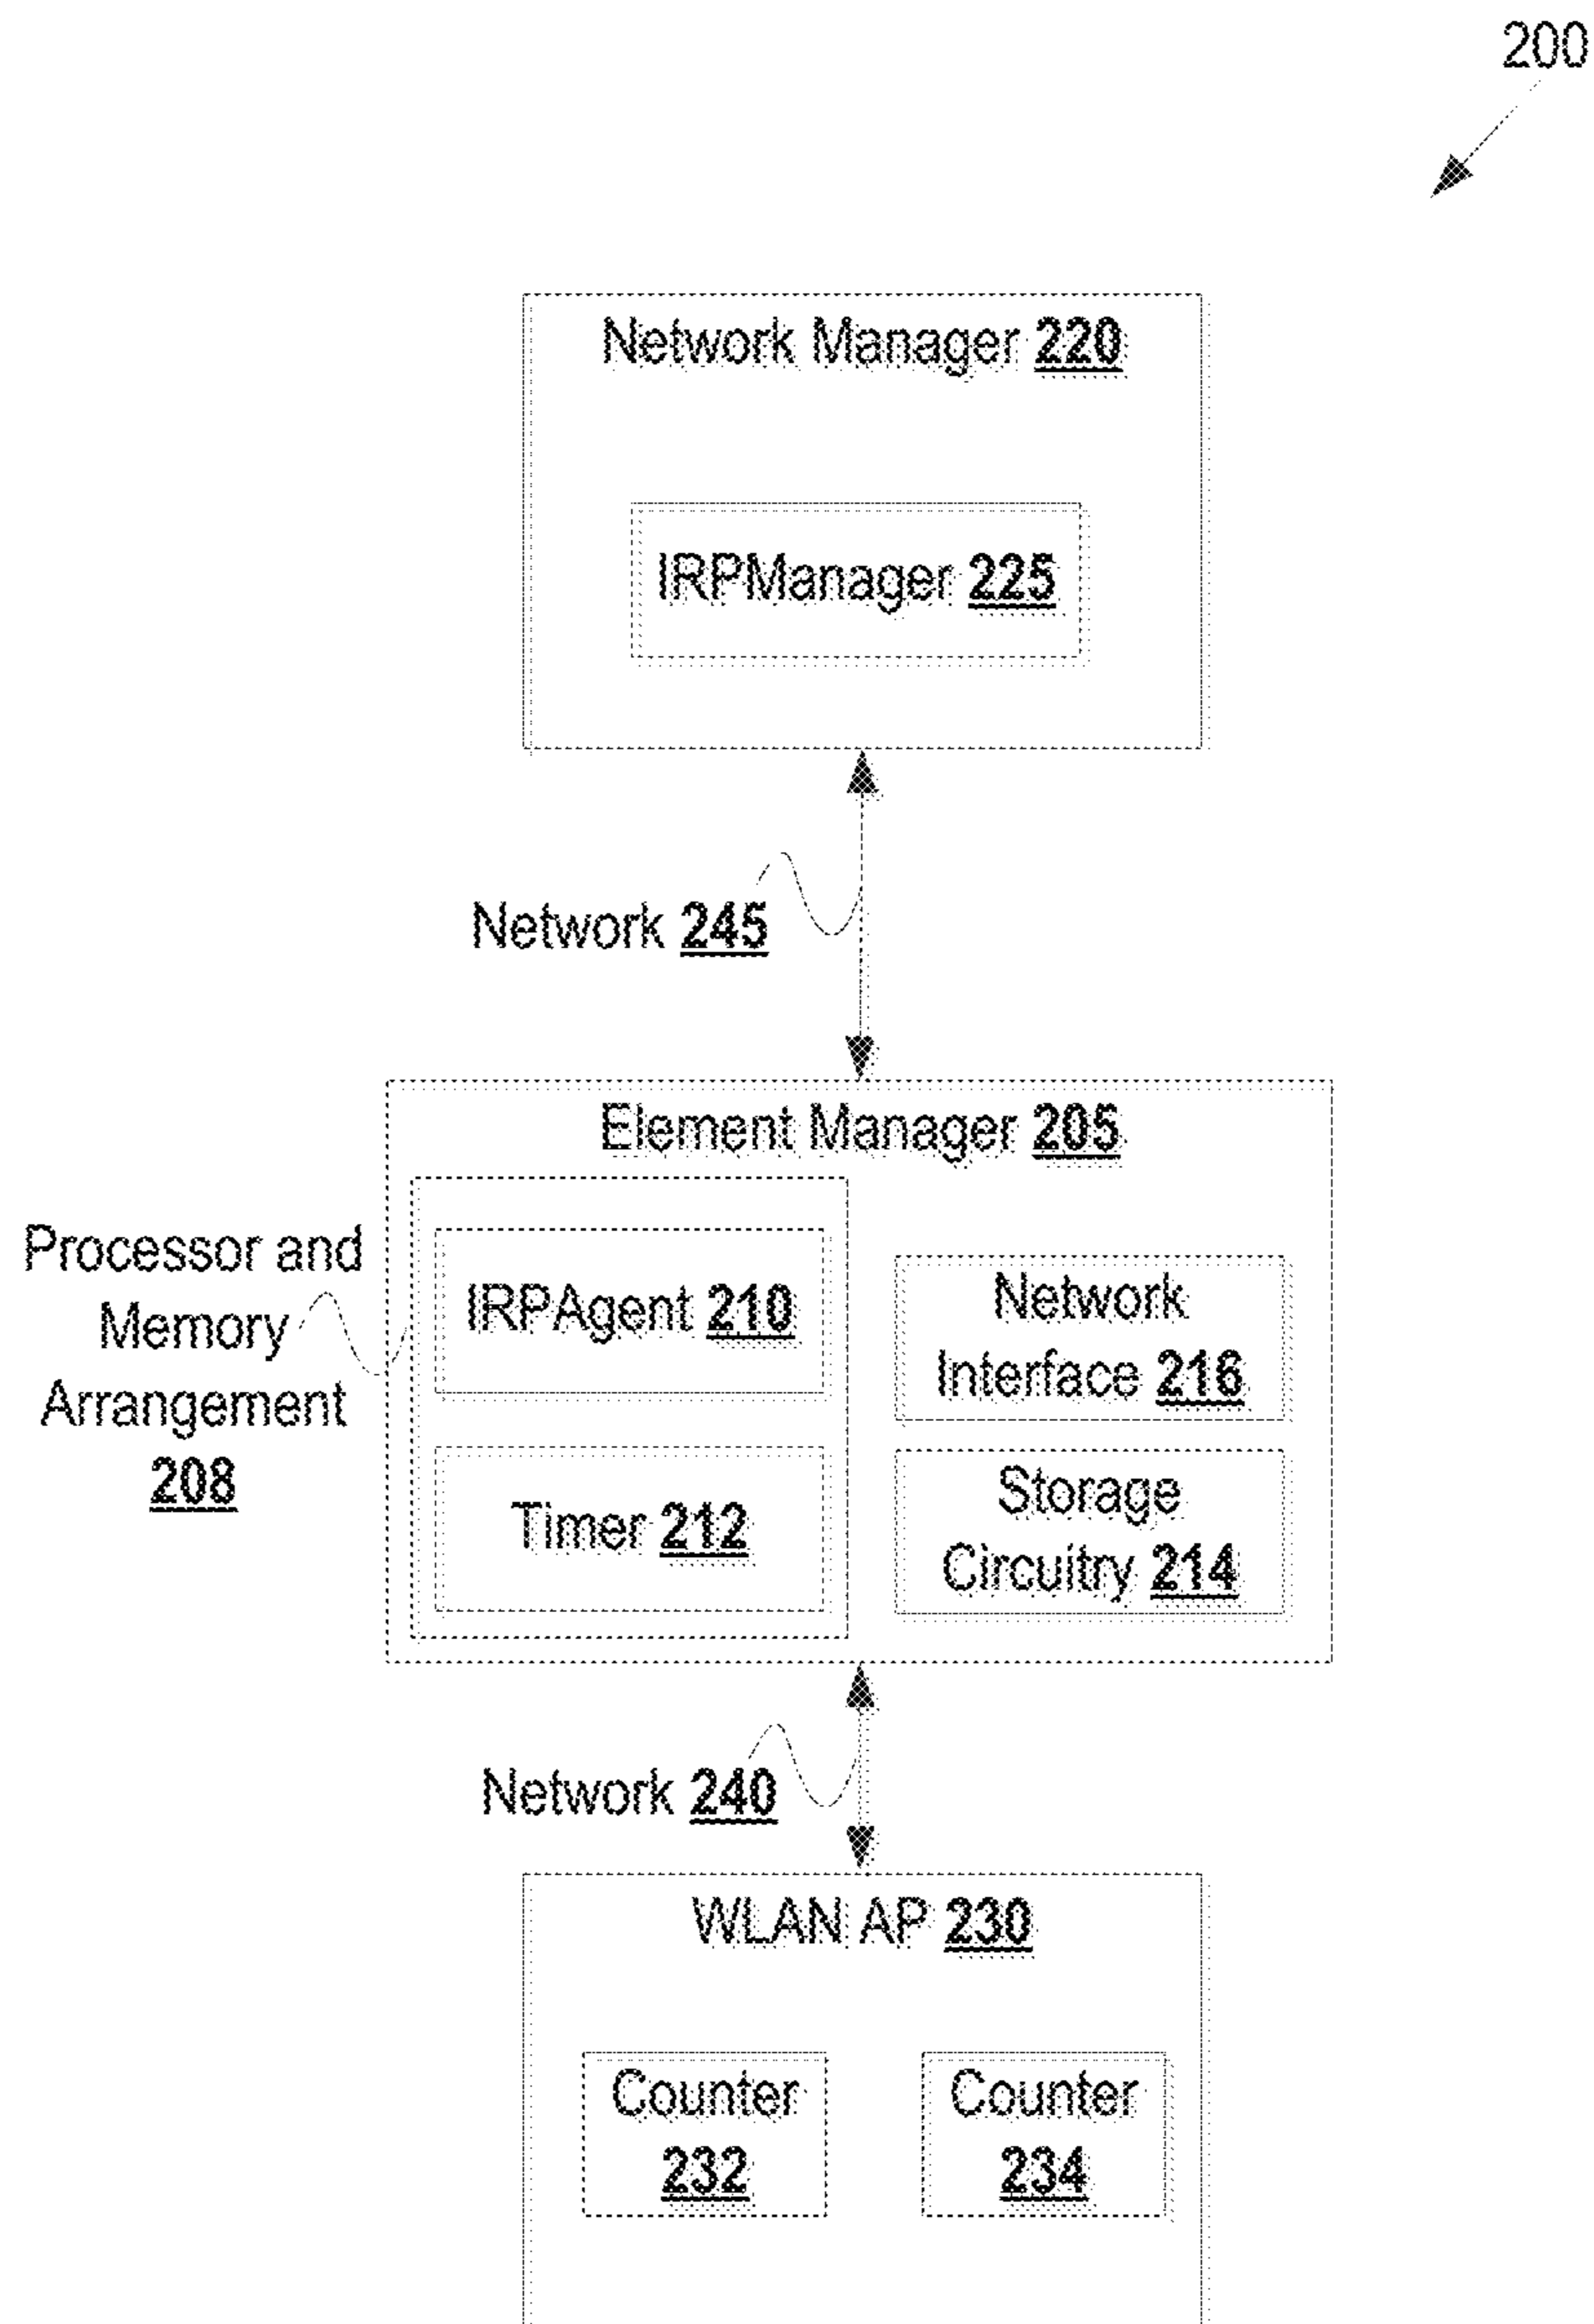 200
Network Manager 220
IRPManager 225
Network 245
Element Manager 205
Processor and
Memory
Arrangement
208
IRPAgent 210
Timer 212
Network
Interface 216
Storage
Circuitry 214
Network 240
WLAN AP 230
Counter
232
Counter
234